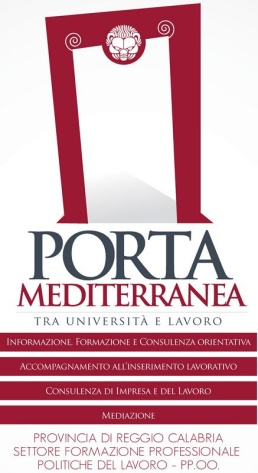 PORTA
MEDITERRANEA
TRA UNIVERSITÀ E LAVORO
INFORMAZIONE, FORMAZIONE E CONSULENZA ORIENTATIVA
ACCOMPAGNAMENTO ALL'INSERIMENTO LAVORATIVO
CONSULENZA DI IMPRESA E DEL LAVORO
MEDIAZIONE
PROVINCIA DI REGGIO CALABRIA
SETTORE FORMAZIONE PROFESSIONALE
POLITICHE DEL LAVORO - PP.OO.